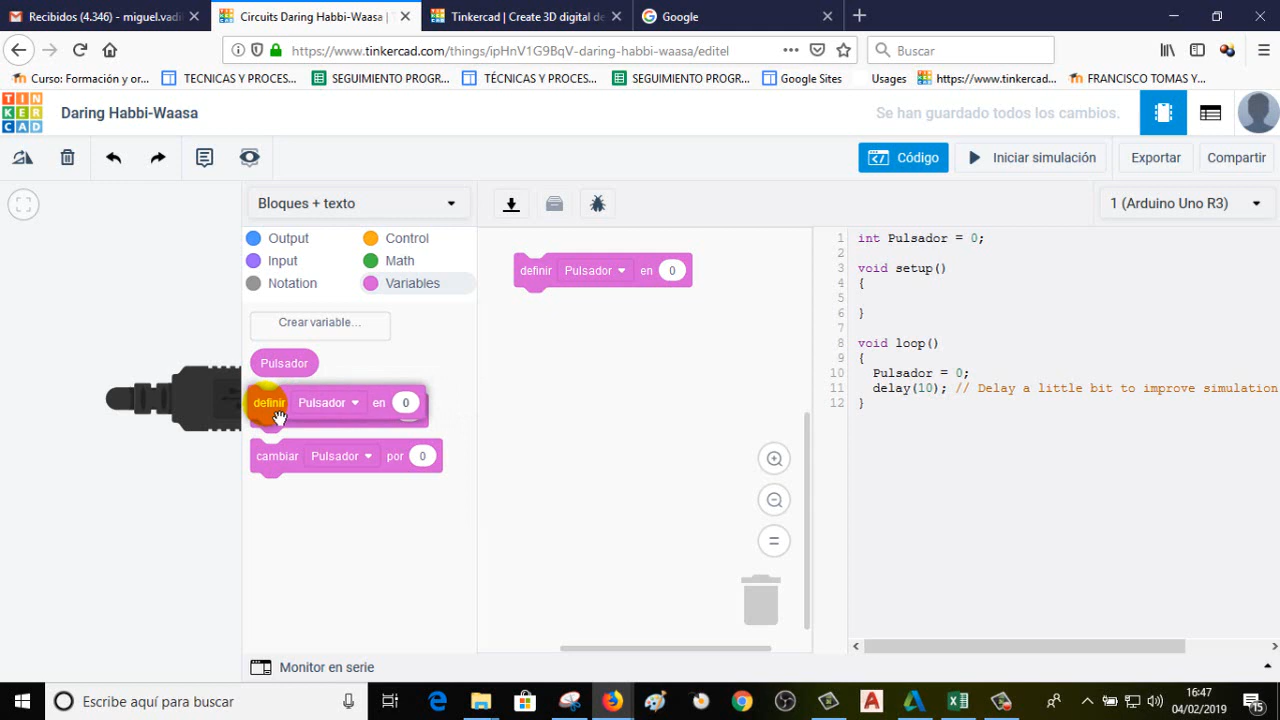 Recibidos (4.346) - miguel.vadi
Circuits Daring Habbi-Waasa | T
Tinkercad | Create 3D digital de
Google
https://www.tinkercad.com/things/ipHnV1G9BqV-daring-habbi-waasa/editel
Buscar
Curso: Formación y or...
TECNICAS Y PROCES...
SEGUIMIENTO PROGR...
TÉCNICAS Y PROCES...
SEGUIMIENTO PROGR...
Google Sites
Usages
https://www.tinkercad...
FRANCISCO TOMAS Y...
TIN
KER
CAD
Daring Habbi-Waasa
Se han guardado todos los cambios.
Código
Iniciar simulación
Exportar
Compartir
Bloques + texto
1 (Arduino Uno R3)
Output
Control
Input
Math
Notation
Variables
Crear variable...
Pulsador
definir Pulsador en 0
cambiar Pulsador por 0
definir Pulsador en 0
1 int Pulsador = 0;
2
3 void setup()
4 {
5
6 }
7
8 void loop()
9 {
10 Pulsador = 0;
11 delay(10); // Delay a little bit to improve simulation
12 }
Monitor en serie
Escribe aquí para buscar
16:47
04/02/2019
15